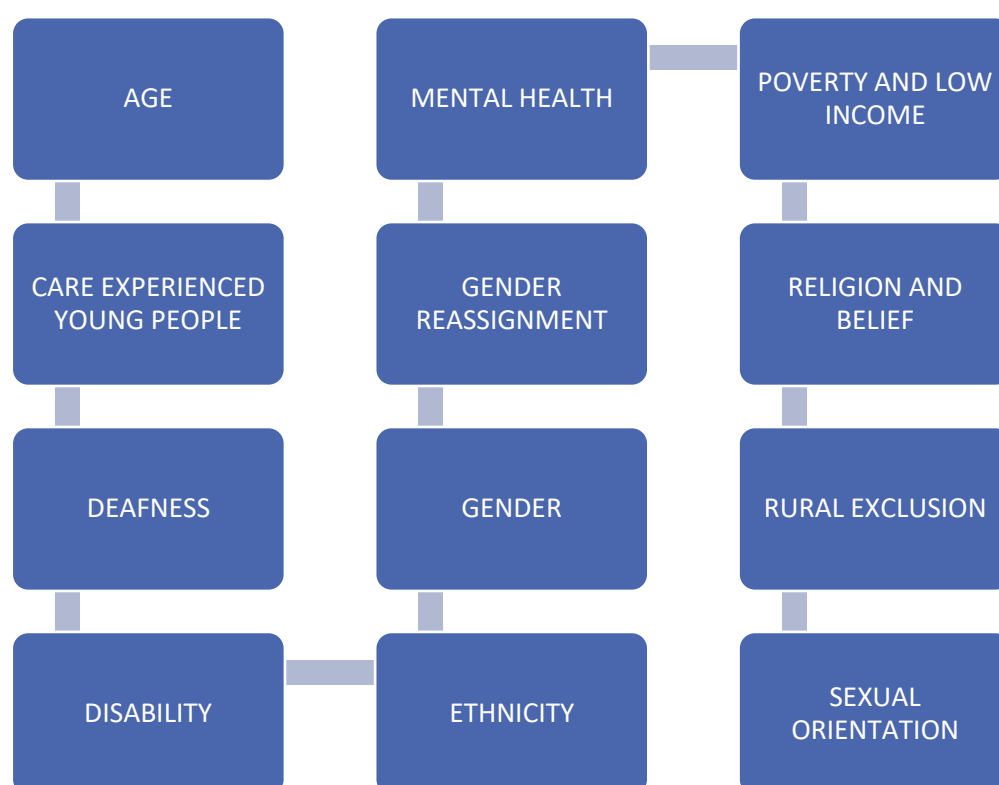 AGE
CARE EXPERIENCED
YOUNG PEOPLE
DEAFNESS
DISABILITY
ETHNICITY
GENDER
GENDER
REASSIGNMENT
MENTAL HEALTH
POVERTY AND LOW
INCOME
RELIGION AND
BELIEF
RURAL EXCLUSION
SEXUAL
ORIENTATION